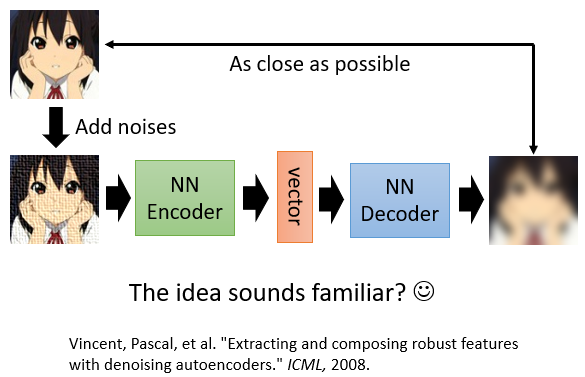 As close as possible
Add noises
NN
Encoder
vector
NN
Decoder
The idea sounds familiar? ☺
Vincent, Pascal, et al. "Extracting and composing robust features
with denoising autoencoders." ICML, 2008.